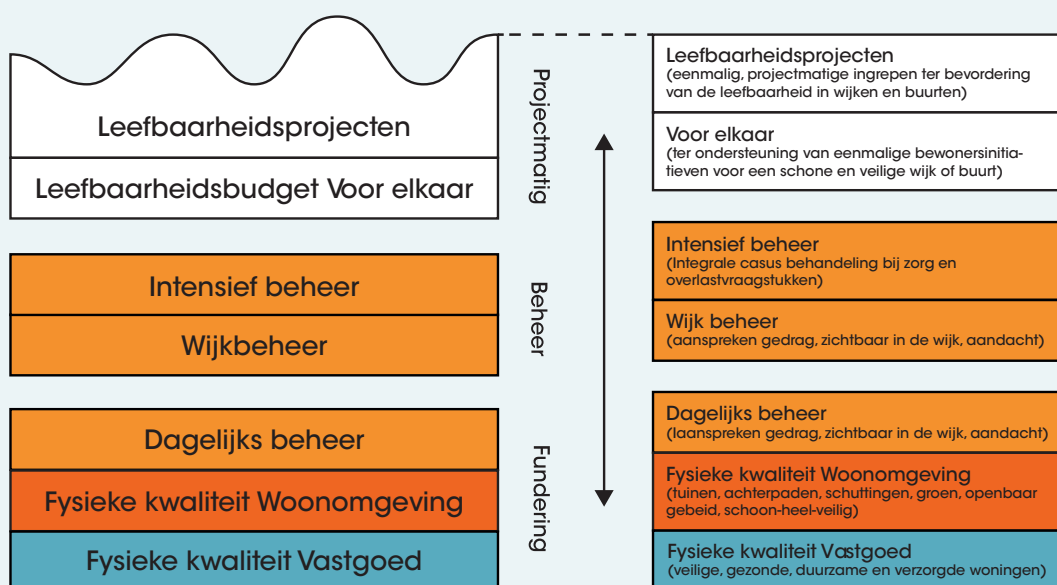 Leefbaarheidsprojecten
Leefbaarheidsbudget Voor elkaar
Intensief beheer
Wijkbeheer
Dagelijks beheer
Fysieke kwaliteit Woonomgeving
Fysieke kwaliteit Vastgoed
Projectmatig
Beheer
Fundering
Leefbaarheidsprojecten
(eenmalig, projectmatige ingrepen ter bevordering
van de leefbaarheid in wijken en buurten)
Voor elkaar
(ter ondersteuning van eenmalige bewonersinitia-
tieven voor een schone en veilige wijk of buurt)
Intensief beheer
(Integrale casus behandeling bij zorg en
overlastvraagstukken)
Wijk beheer
(aanspreken gedrag, zichtbaar in de wijk, aandacht)
Dagelijks beheer
(laanspreken gedrag, zichtbaar in de wijk, aandacht)
Fysieke kwaliteit Woonomgeving
(tuinen, achterpaden, schuttingen, groen, openbaar
gebeid, schoon-heel-veilig)
Fysieke kwaliteit Vastgoed
(veilige, gezonde, duurzame en verzorgde woningen)